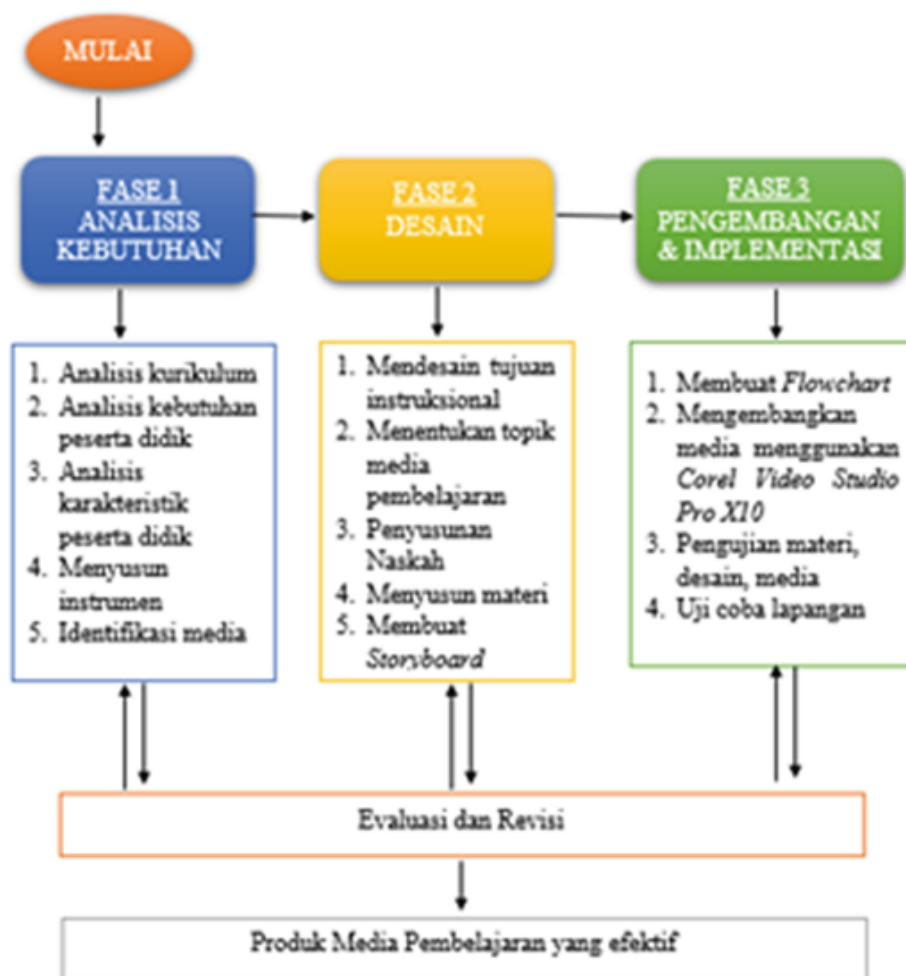 MULAI
FASE 1
ANALISIS
KEBUTUHAN
FASE 2
DESAIN
FASE 3
PENGEMBANGAN
& IMPLEMENTASI
1. Analisis kurikulum
2. Analisis kebutuhan
peserta didik
3. Analisis
karakteristik
peserta didik
4. Menyusun
instrumen
5. Identifikasi media
1. Mendesain tujuan
instruksional
2. Menentukan topik
media
pembelajaran
3. Penyusunan
Naskah
4. Menyusun materi
5. Membuat
Storyboard
1. Membuat Flowchart
2. Mengembangkan
media menggunakan
Corel Video Studio
Pro X10
3. Pengujian materi,
desain, media
4. Uji coba lapangan
Evaluasi dan Revisi
Produk Media Pembelajaran yang efektif